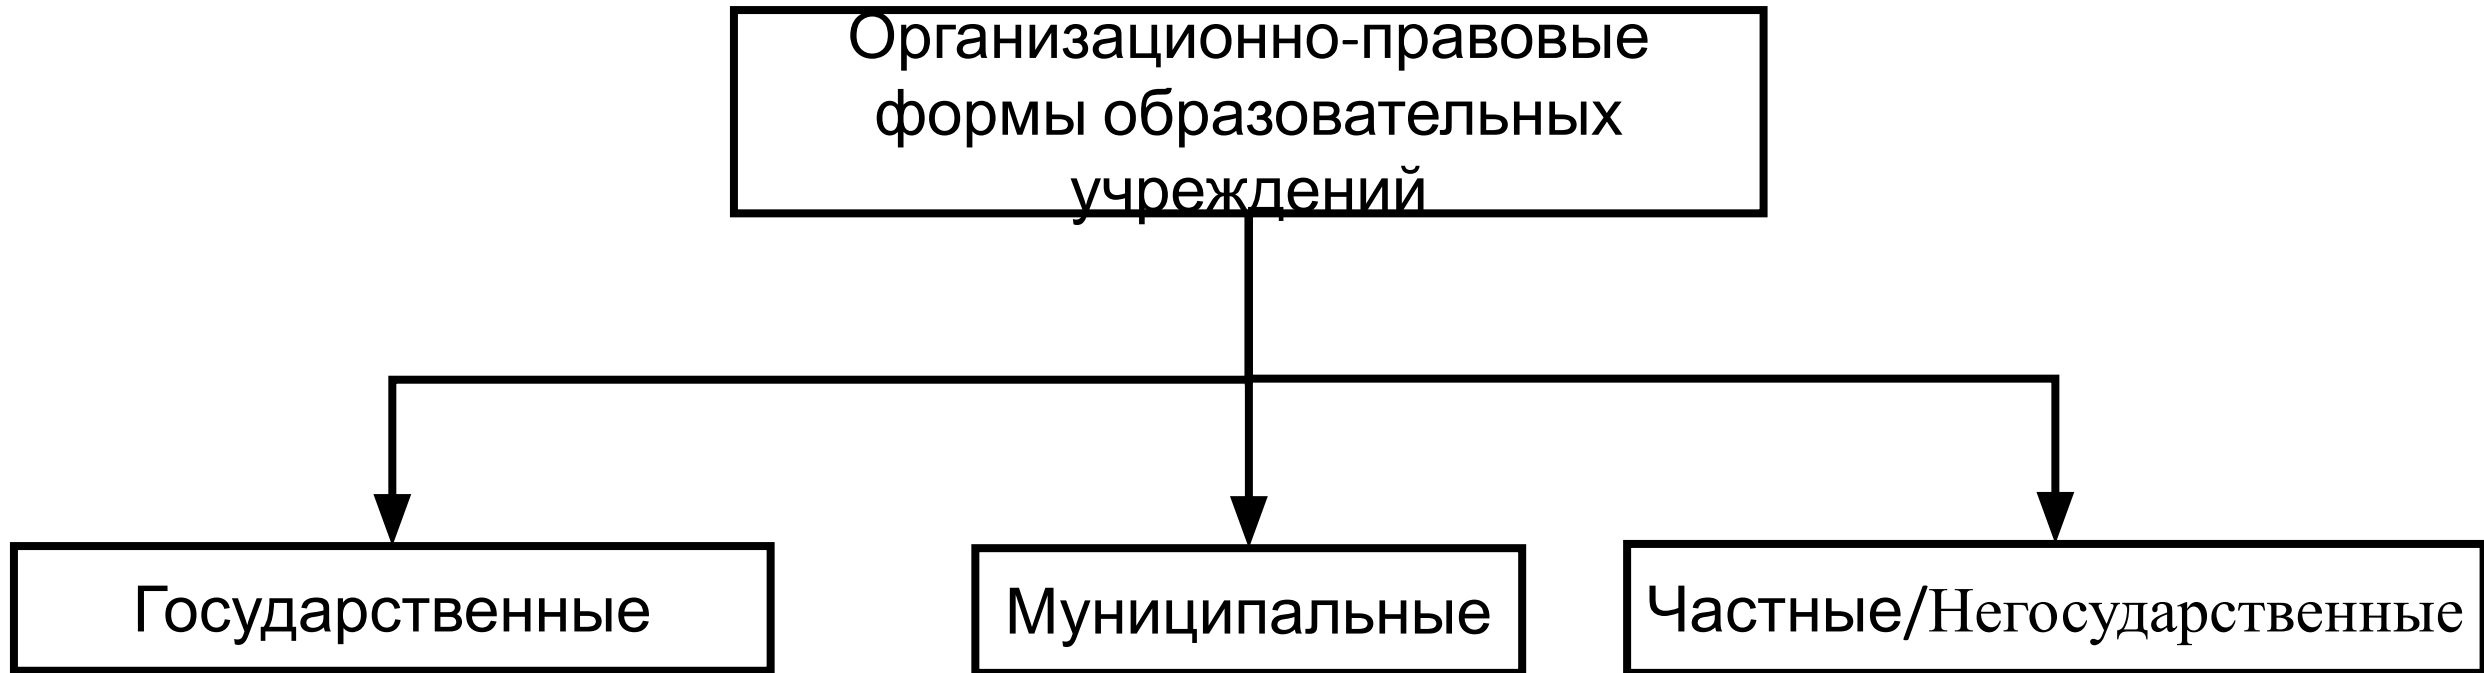 Организационно-правовые
формы образовательных
учреждений
Государственные
Муниципальные
Частные/Негосударственные